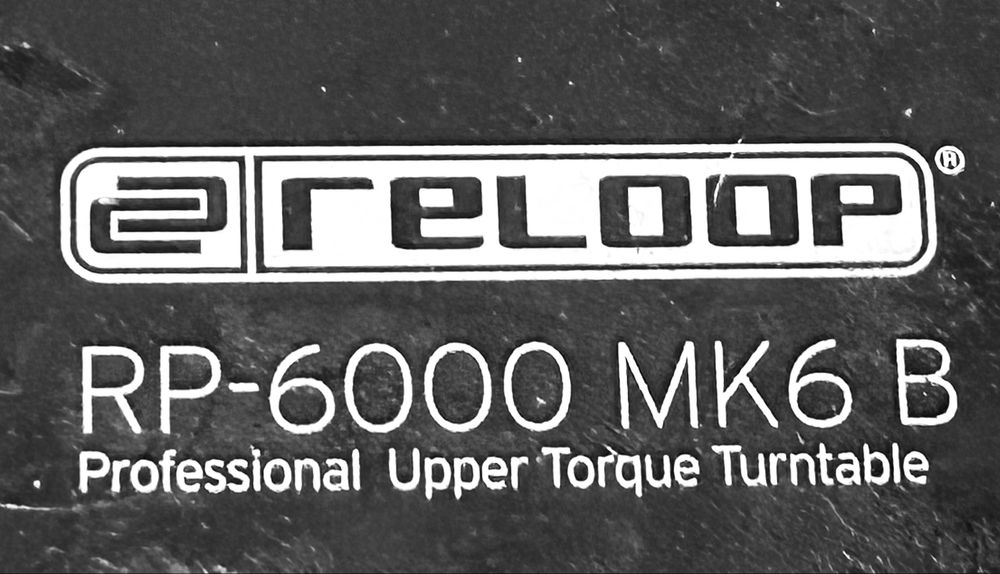 reloop®
RP-6000 MK6 B
Professional Upper Torque Turntable